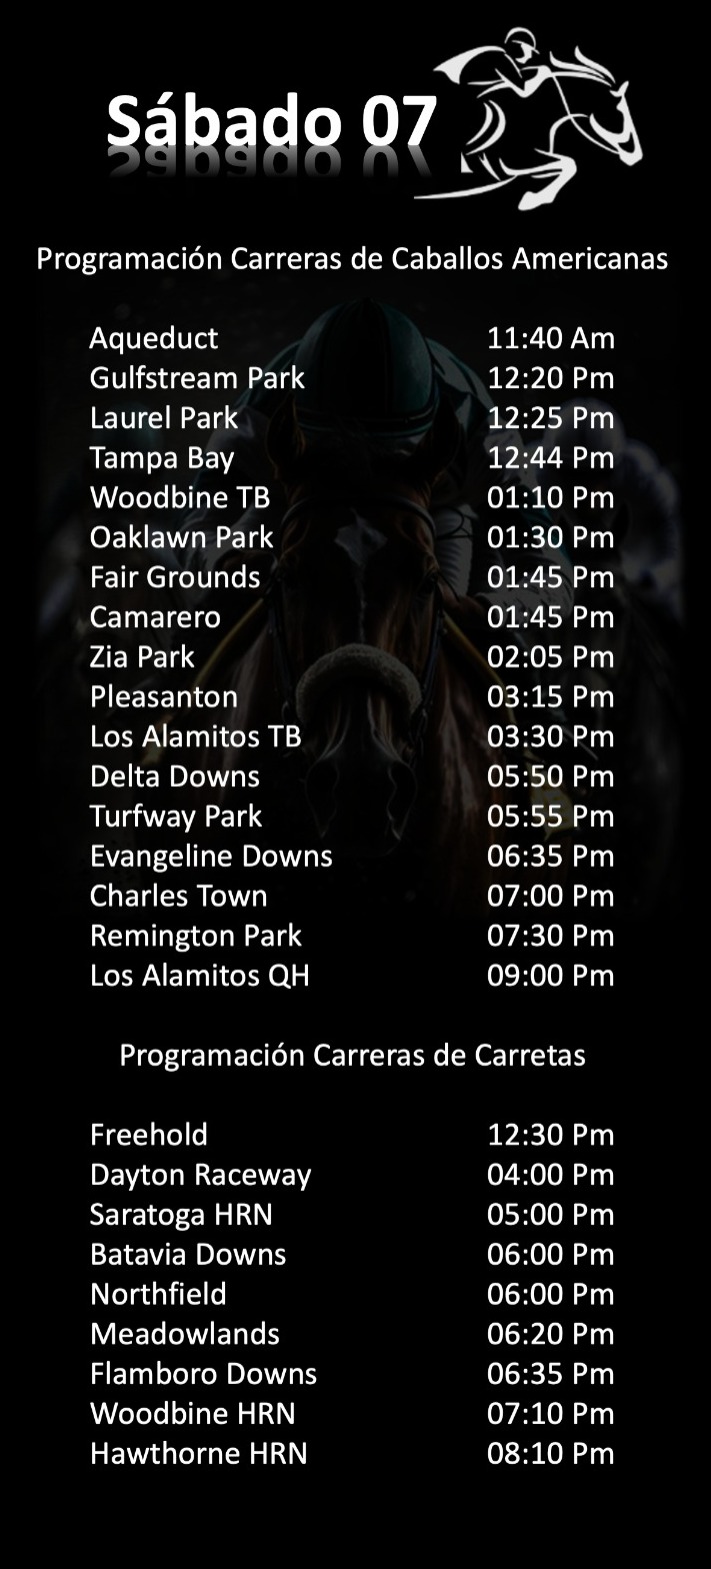 Sábado 07
Programación Carreras de Caballos Americanas
Aqueduct 11:40 Am
Gulfstream Park 12:20 Pm
Laurel Park 12:25 Pm
Tampa Bay 12:44 Pm
Woodbine TB 01:10 Pm
Oaklawn Park 01:30 Pm
Fair Grounds 01:45 Pm
Camarero 01:45 Pm
Zia Park 02:05 Pm
Pleasanton 03:15 Pm
Los Alamitos TB 03:30 Pm
Delta Downs 05:50 Pm
Turfway Park 05:55 Pm
Evangeline Downs 06:35 Pm
Charles Town 07:00 Pm
Remington Park 07:30 Pm
Los Alamitos QH 09:00 Pm
Programación Carreras de Carretas
Freehold 12:30 Pm
Dayton Raceway 04:00 Pm
Saratoga HRN 05:00 Pm
Batavia Downs 06:00 Pm
Northfield 06:00 Pm
Meadowlands 06:20 Pm
Flamboro Downs 06:35 Pm
Woodbine HRN 07:10 Pm
Hawthorne HRN 08:10 Pm